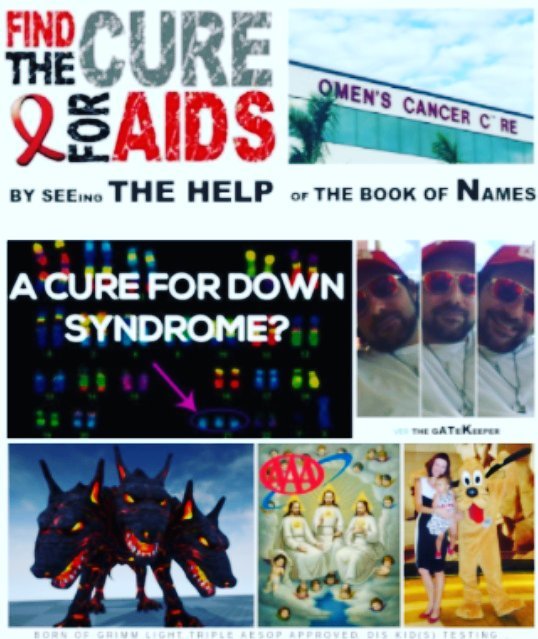 FIND
THE CURE
FOR AIDS
OMEN'S CANCER C RE
BY SEEING THE HELP OF THE BOOK OF NAMES
A CURE FOR DOWN
SYNDROME?
THE GATEKEEPER
AAA
BORN OF GRIMM LIGHT, TRIPLE AESOP APPROVED, DIS
TESTING